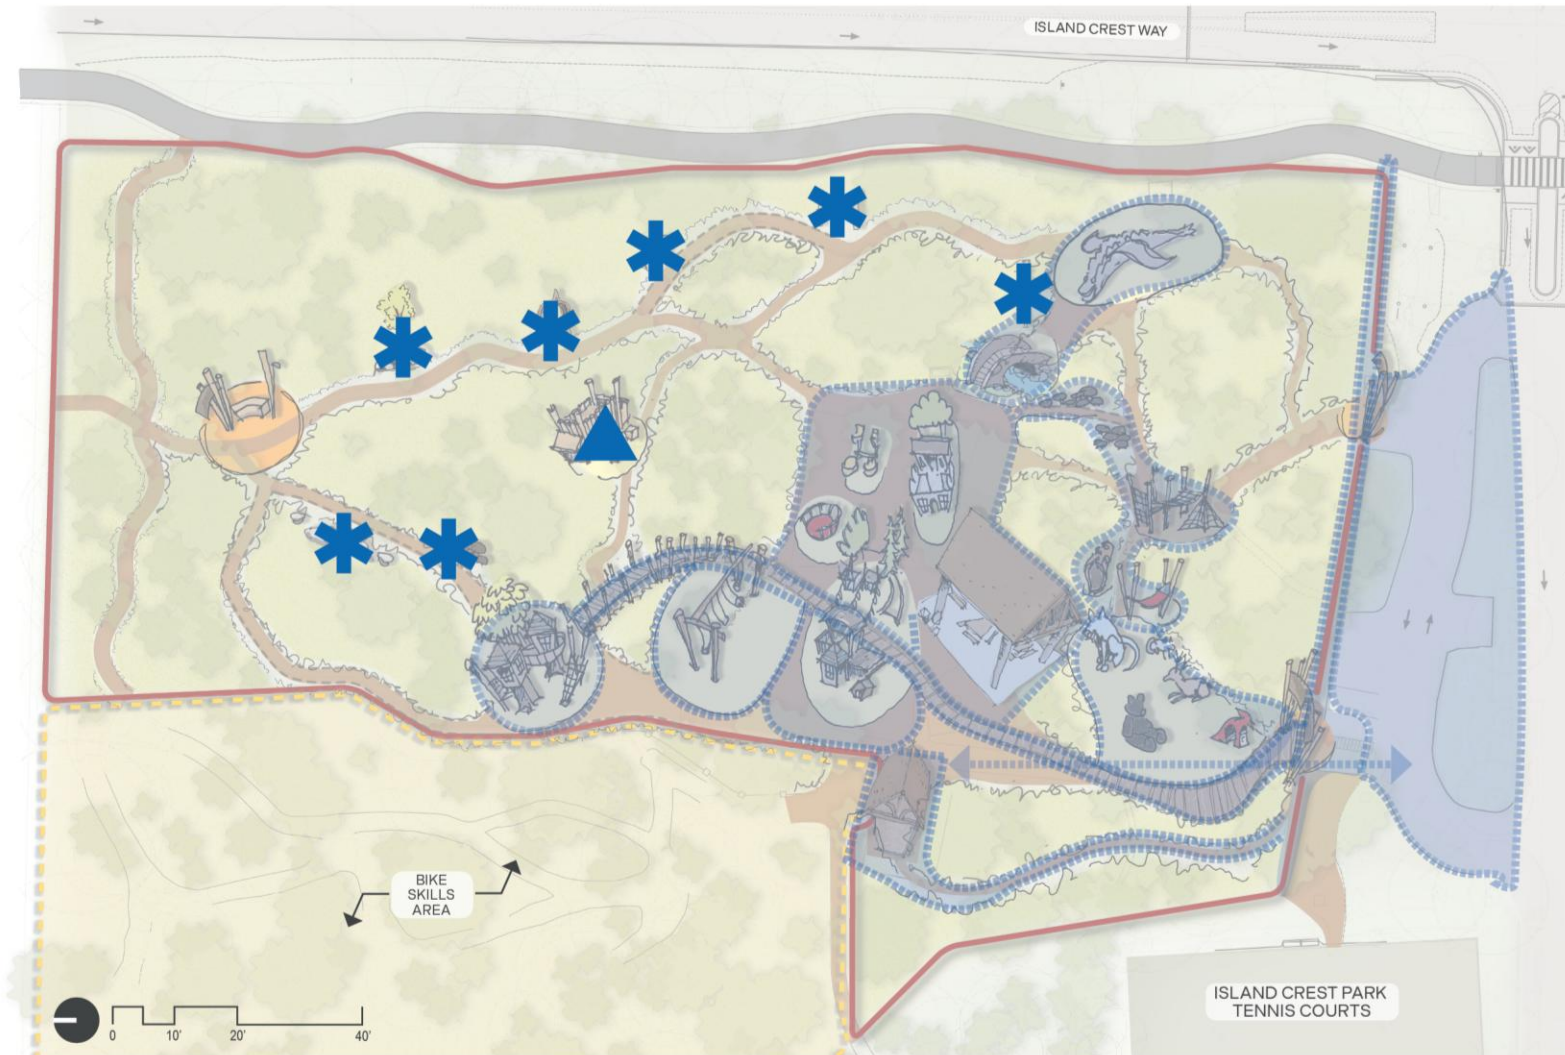 ISLAND CREST WAY
BIKE
SKILLS
AREA
0 10' 20' 40'
ISLAND CREST PARK
TENNIS COURTS